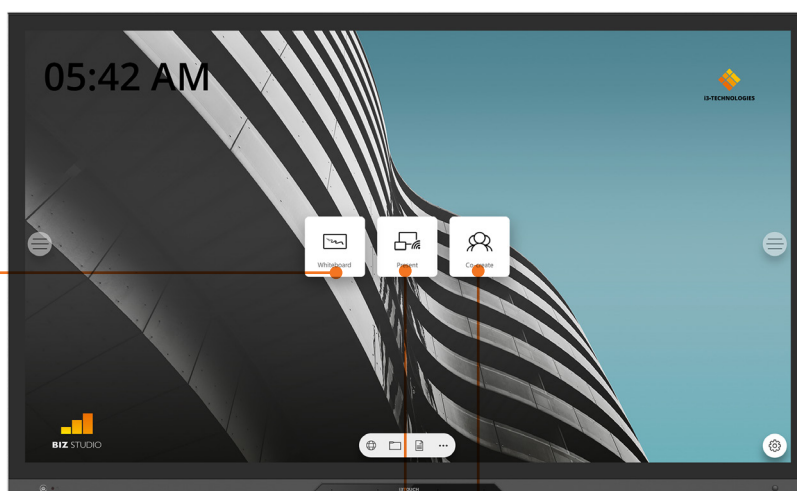 05:42 AM
I3-TECHNOLOGIES
Whiteboard
Present
Co-create
BIZ STUDIO